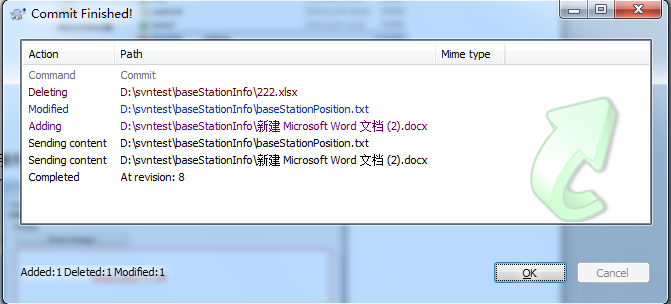 Commit Finished!
Action Path Mime type
Command Commit
Deleting D:\svntest\baseStationInfo\222.xlsx
Modified D:\svntest\baseStationInfo\baseStationPosition.txt
Adding D:\svntest\baseStationInfo\新建 Microsoft Word 文档 (2).docx
Sending content D:\svntest\baseStationInfo\baseStationPosition.txt
Sending content D:\svntest\baseStationInfo\新建 Microsoft Word 文档 (2).docx
Completed At revision: 8
Added:1 Deleted:1 Modified:1
OK Cancel